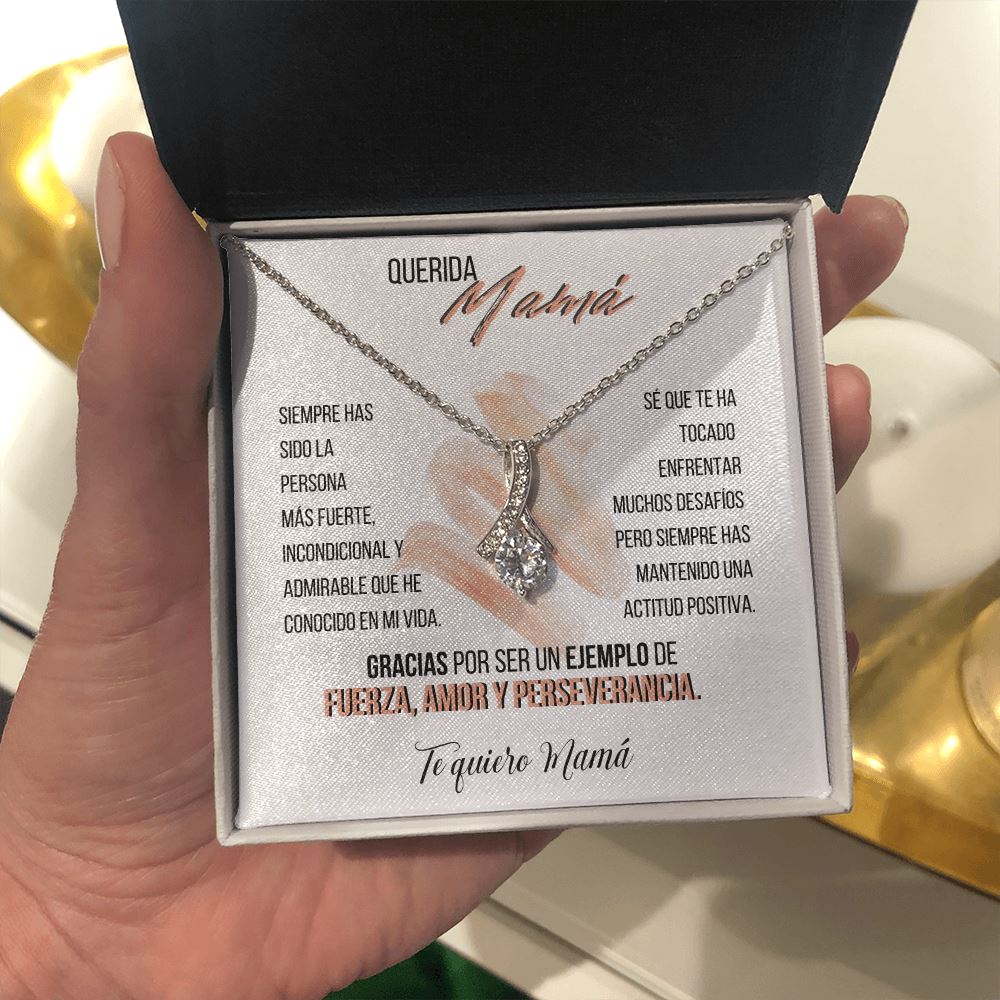 QUERIDA
Mamá
SIEMPRE HAS
SIDO LA
PERSONA
MÁS FUERTE,
INCONDICIONAL Y
ADMIRABLE QUE HE
CONOCIDO EN MI VIDA.
SÉ QUE TE HA
TOCADO
ENFRENTAR
MUCHOS DESAFÍOS
PERO SIEMPRE HAS
MANTENIDO UNA
ACTITUD POSITIVA.
GRACIAS POR SER UN EJEMPLO DE
FUERZA, AMOR Y PERSEVERANCIA.
Te quiero Mamá